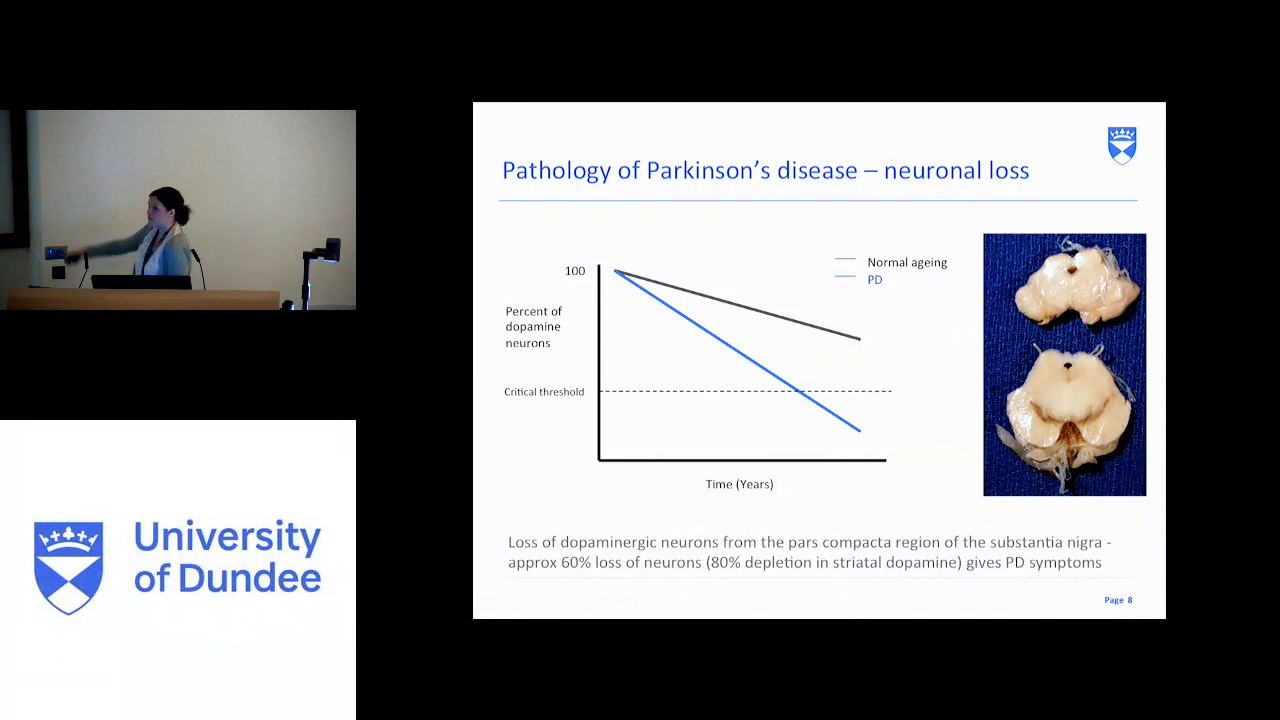 Pathology of Parkinson’s disease – neuronal loss
100
Percent of
dopamine
neurons
Critical threshold
Normal ageing
PD
Time (Years)
Loss of dopaminergic neurons from the pars compacta region of the substantia nigra -
approx 60% loss of neurons (80% depletion in striatal dopamine) gives PD symptoms
Page 8
University
of Dundee